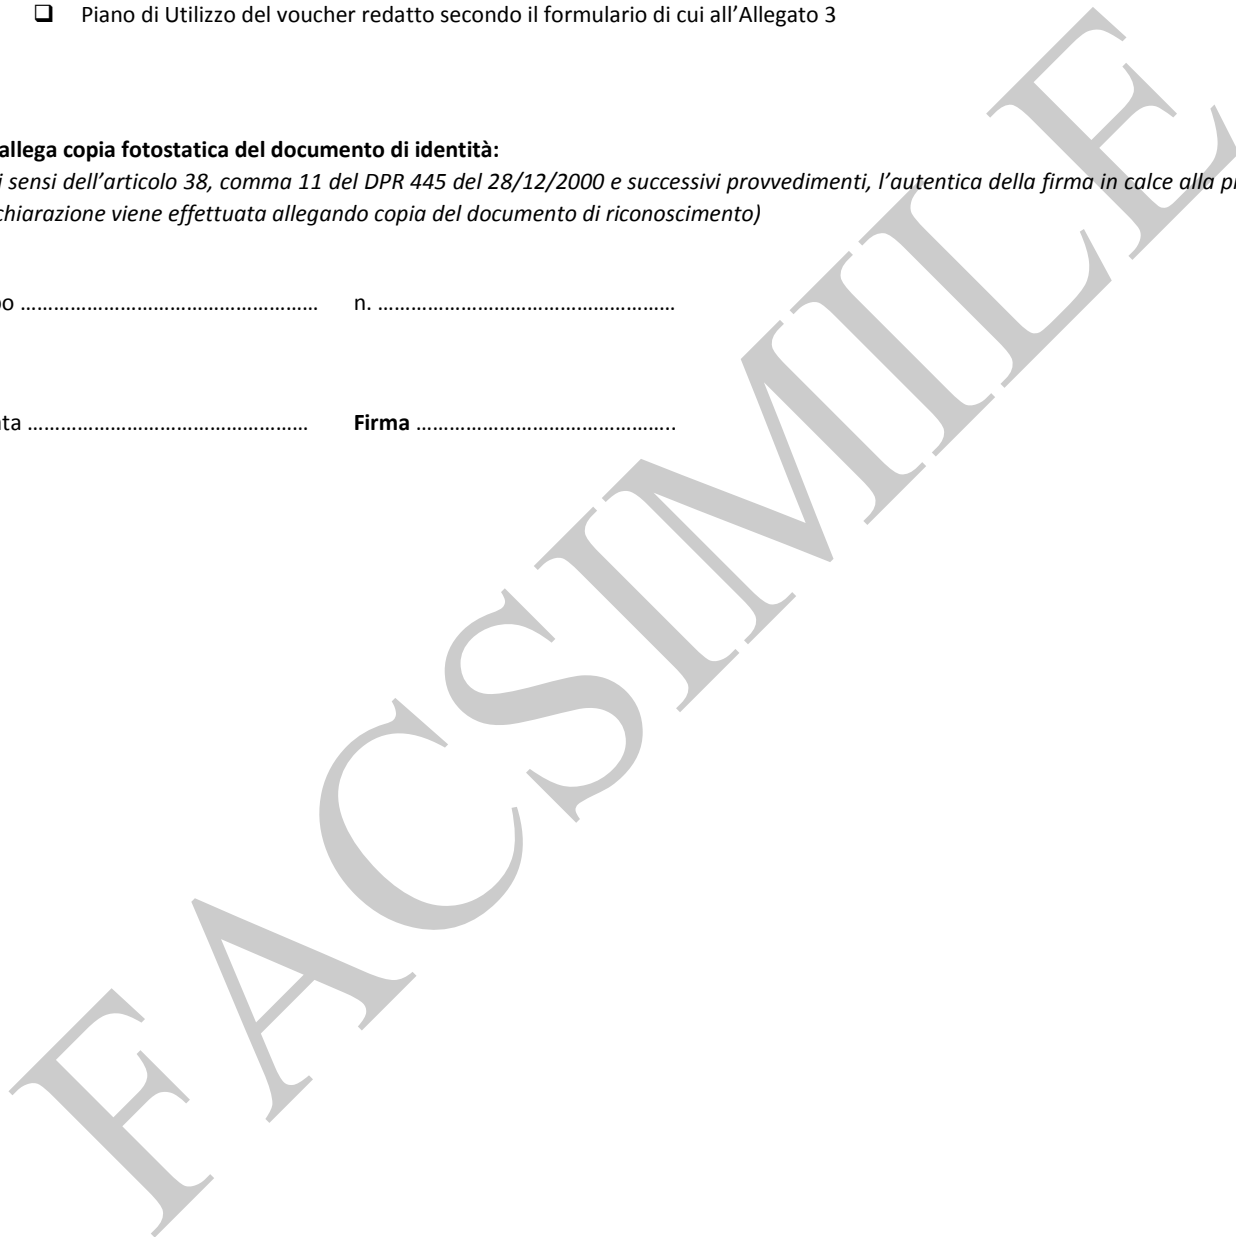 ❑ Piano di Utilizzo del voucher redatto secondo il formulario di cui all'Allegato 3
allega copia fotostatica del documento di identità:
i sensi dell'articolo 38, comma 11 del DPR 445 del 28/12/2000 e successivi provvedimenti, l'autentica della firma in calce alla
chiarazione viene effettuata allegando copia del documento di riconoscimento)
po ……………………………………………… n. ………………………………………………
ata …………………………………………… Firma ………………………………………..
FACSIMILE